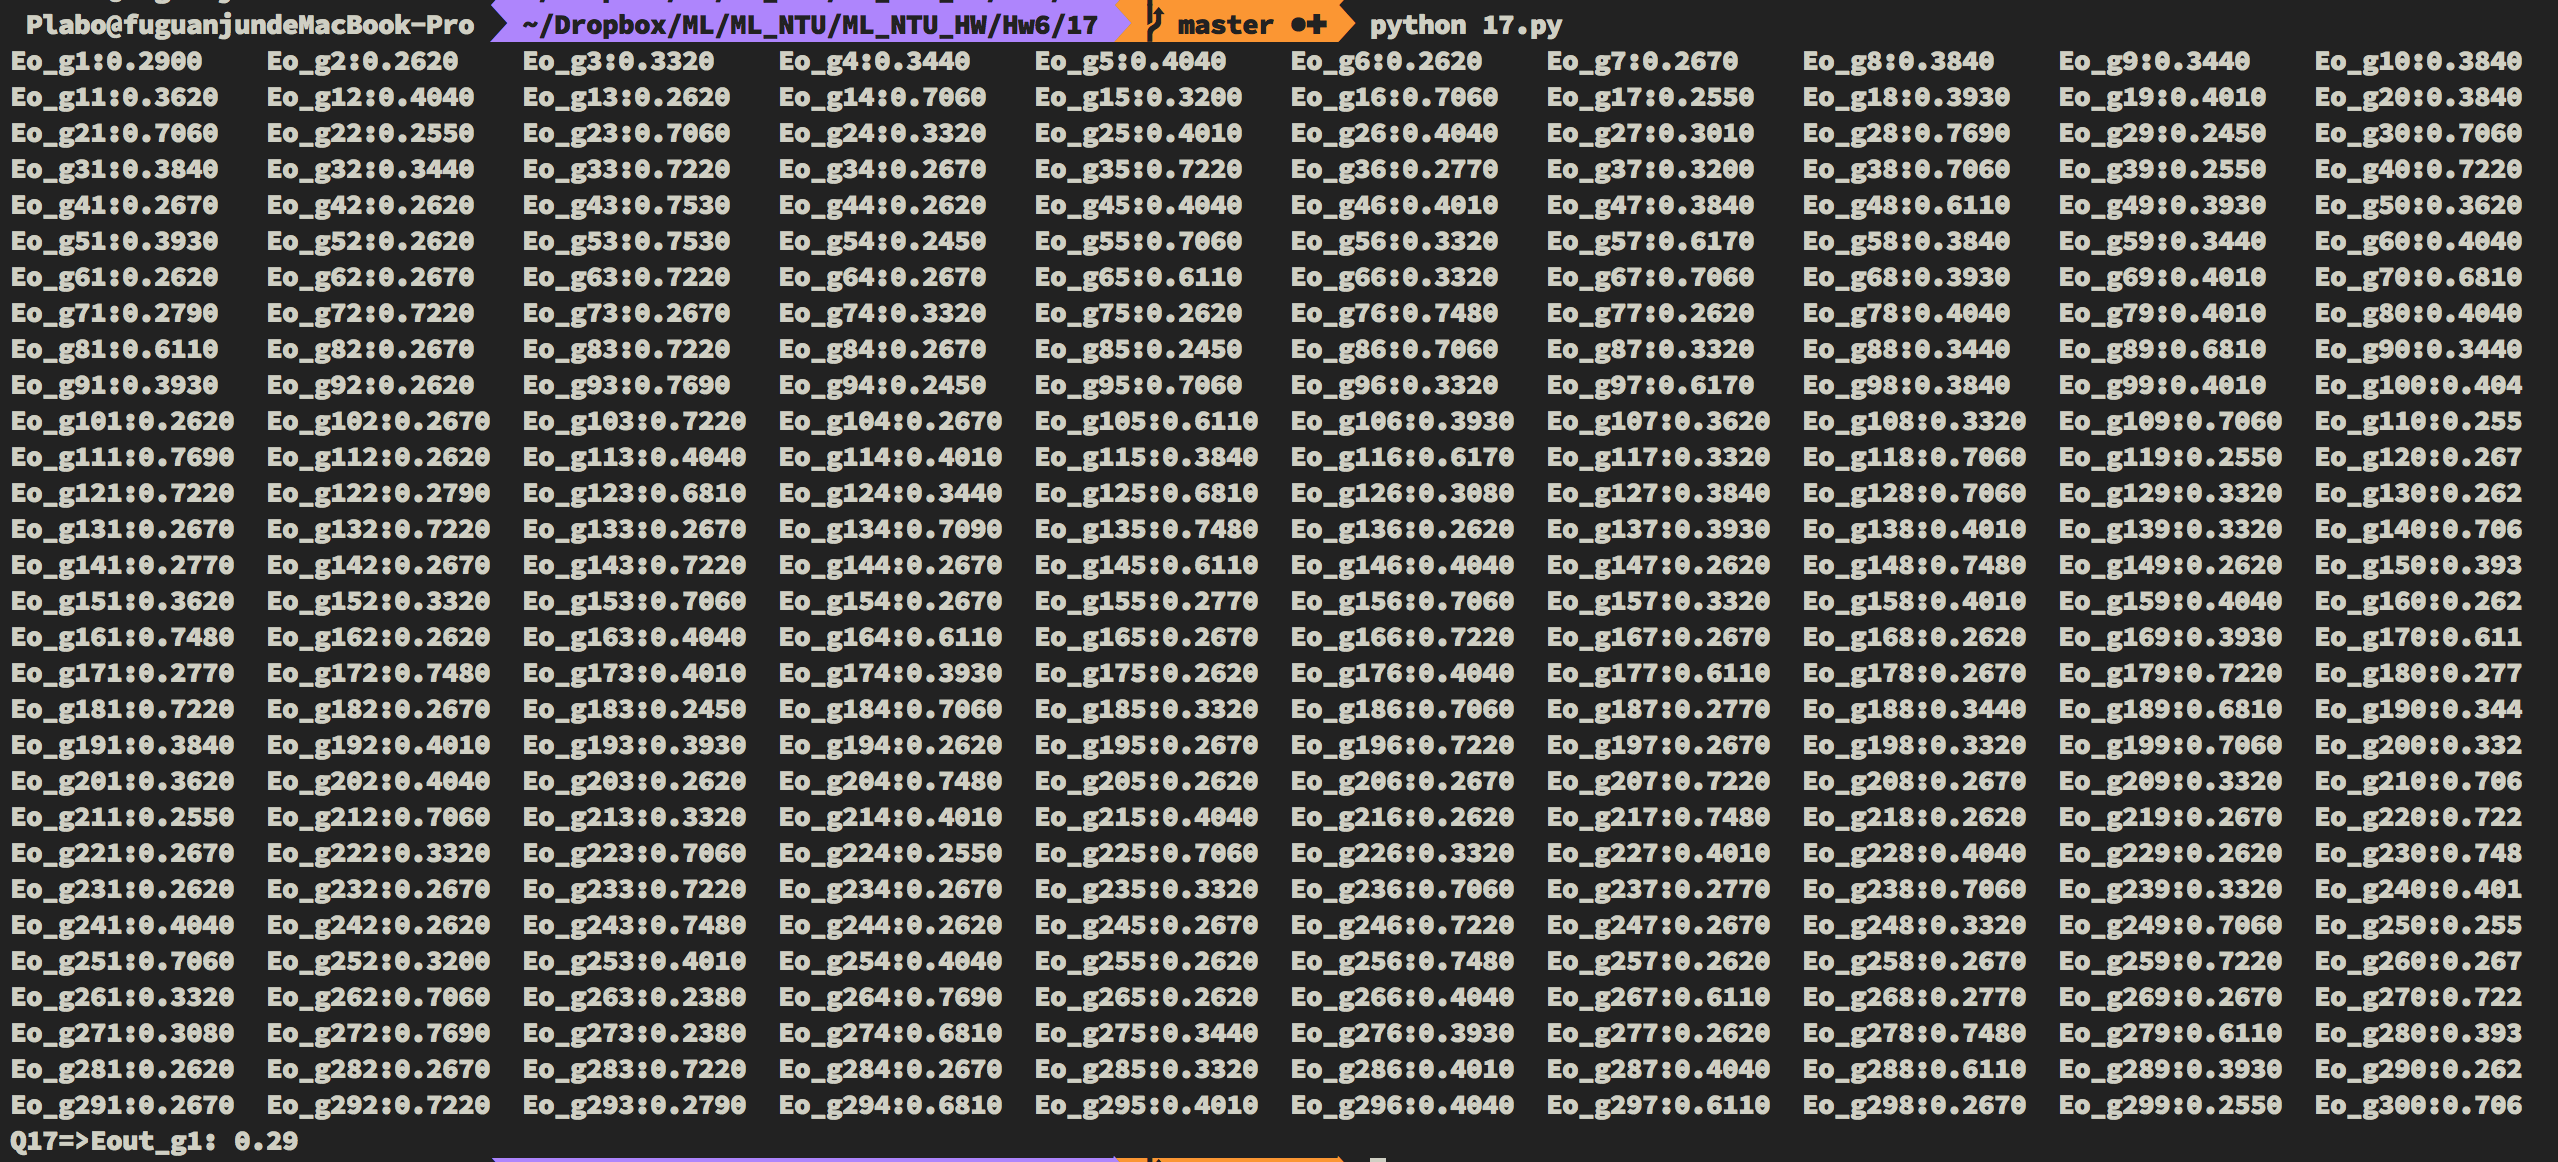 Plabo@fuguanjundeMacBook-Pro ~/Dropbox/ML/ML_NTU/ML_NTU_HW/Hw6/17 master ●✚ python 17.py
Eo_g1:0.2900 Eo_g2:0.2620 Eo_g3:0.3320 Eo_g4:0.3440 Eo_g5:0.4040 Eo_g6:0.2620 Eo_g7:0.2670 Eo_g8:0.3840 Eo_g9:0.3440 Eo_g10:0.3840
Eo_g11:0.3620 Eo_g12:0.4040 Eo_g13:0.2620 Eo_g14:0.7060 Eo_g15:0.3200 Eo_g16:0.7060 Eo_g17:0.2550 Eo_g18:0.3930 Eo_g19:0.4010 Eo_g20:0.3840
Eo_g21:0.7060 Eo_g22:0.2550 Eo_g23:0.7060 Eo_g24:0.3320 Eo_g25:0.4010 Eo_g26:0.4040 Eo_g27:0.3010 Eo_g28:0.7690 Eo_g29:0.2450 Eo_g30:0.7060
Eo_g31:0.3840 Eo_g32:0.3440 Eo_g33:0.7220 Eo_g34:0.2670 Eo_g35:0.7220 Eo_g36:0.2770 Eo_g37:0.3200 Eo_g38:0.7060 Eo_g39:0.2550 Eo_g40:0.7220
Eo_g41:0.2670 Eo_g42:0.2620 Eo_g43:0.7530 Eo_g44:0.2620 Eo_g45:0.4040 Eo_g46:0.4010 Eo_g47:0.3840 Eo_g48:0.6110 Eo_g49:0.3930 Eo_g50:0.3620
Eo_g51:0.3930 Eo_g52:0.2620 Eo_g53:0.7530 Eo_g54:0.2450 Eo_g55:0.7060 Eo_g56:0.3320 Eo_g57:0.6170 Eo_g58:0.3840 Eo_g59:0.3440 Eo_g60:0.4040
Eo_g61:0.2620 Eo_g62:0.2670 Eo_g63:0.7220 Eo_g64:0.2670 Eo_g65:0.6110 Eo_g66:0.3320 Eo_g67:0.7060 Eo_g68:0.3930 Eo_g69:0.4010 Eo_g70:0.6810
Eo_g71:0.2790 Eo_g72:0.7220 Eo_g73:0.2670 Eo_g74:0.3320 Eo_g75:0.2620 Eo_g76:0.7480 Eo_g77:0.2620 Eo_g78:0.4040 Eo_g79:0.4010 Eo_g80:0.4040
Eo_g81:0.6110 Eo_g82:0.2670 Eo_g83:0.7220 Eo_g84:0.2670 Eo_g85:0.2450 Eo_g86:0.7060 Eo_g87:0.3320 Eo_g88:0.3440 Eo_g89:0.6810 Eo_g90:0.3440
Eo_g91:0.3930 Eo_g92:0.2620 Eo_g93:0.7690 Eo_g94:0.2450 Eo_g95:0.7060 Eo_g96:0.3320 Eo_g97:0.6170 Eo_g98:0.3840 Eo_g99:0.4010 Eo_g100:0.404
Eo_g101:0.2620 Eo_g102:0.2670 Eo_g103:0.7220 Eo_g104:0.2670 Eo_g105:0.6110 Eo_g106:0.3930 Eo_g107:0.3620 Eo_g108:0.3320 Eo_g109:0.7060 Eo_g110:0.255
Eo_g111:0.7690 Eo_g112:0.2620 Eo_g113:0.4040 Eo_g114:0.4010 Eo_g115:0.3840 Eo_g116:0.6170 Eo_g117:0.3320 Eo_g118:0.7060 Eo_g119:0.2550 Eo_g120:0.267
Eo_g121:0.7220 Eo_g122:0.2790 Eo_g123:0.6810 Eo_g124:0.3440 Eo_g125:0.6810 Eo_g126:0.3080 Eo_g127:0.3840 Eo_g128:0.7060 Eo_g129:0.3320 Eo_g130:0.262
Eo_g131:0.2670 Eo_g132:0.7220 Eo_g133:0.2670 Eo_g134:0.7090 Eo_g135:0.7480 Eo_g136:0.2620 Eo_g137:0.3930 Eo_g138:0.4010 Eo_g139:0.3320 Eo_g140:0.706
Eo_g141:0.2770 Eo_g142:0.2670 Eo_g143:0.7220 Eo_g144:0.2670 Eo_g145:0.6110 Eo_g146:0.4040 Eo_g147:0.2620 Eo_g148:0.7480 Eo_g149:0.2620 Eo_g150:0.393
Eo_g151:0.3620 Eo_g152:0.3320 Eo_g153:0.7060 Eo_g154:0.2670 Eo_g155:0.2770 Eo_g156:0.7060 Eo_g157:0.3320 Eo_g158:0.4010 Eo_g159:0.4040 Eo_g160:0.262
Eo_g161:0.7480 Eo_g162:0.2620 Eo_g163:0.4040 Eo_g164:0.6110 Eo_g165:0.2670 Eo_g166:0.7220 Eo_g167:0.2670 Eo_g168:0.2620 Eo_g169:0.3930 Eo_g170:0.611
Eo_g171:0.2770 Eo_g172:0.7480 Eo_g173:0.4010 Eo_g174:0.3930 Eo_g175:0.2620 Eo_g176:0.4040 Eo_g177:0.6110 Eo_g178:0.2670 Eo_g179:0.7220 Eo_g180:0.277
Eo_g181:0.7220 Eo_g182:0.2670 Eo_g183:0.2450 Eo_g184:0.7060 Eo_g185:0.3320 Eo_g186:0.7060 Eo_g187:0.2770 Eo_g188:0.3440 Eo_g189:0.6810 Eo_g190:0.344
Eo_g191:0.3840 Eo_g192:0.4010 Eo_g193:0.3930 Eo_g194:0.2620 Eo_g195:0.2670 Eo_g196:0.7220 Eo_g197:0.2670 Eo_g198:0.3320 Eo_g199:0.7060 Eo_g200:0.332
Eo_g201:0.3620 Eo_g202:0.4040 Eo_g203:0.2620 Eo_g204:0.7480 Eo_g205:0.2620 Eo_g206:0.2670 Eo_g207:0.7220 Eo_g208:0.2670 Eo_g209:0.3320 Eo_g210:0.706
Eo_g211:0.2550 Eo_g212:0.7060 Eo_g213:0.3320 Eo_g214:0.4010 Eo_g215:0.4040 Eo_g216:0.2620 Eo_g217:0.7480 Eo_g218:0.2620 Eo_g219:0.2670 Eo_g220:0.722
Eo_g221:0.2670 Eo_g222:0.3320 Eo_g223:0.7060 Eo_g224:0.2550 Eo_g225:0.7060 Eo_g226:0.3320 Eo_g227:0.4010 Eo_g228:0.4040 Eo_g229:0.2620 Eo_g230:0.748
Eo_g231:0.2620 Eo_g232:0.2670 Eo_g233:0.7220 Eo_g234:0.2670 Eo_g235:0.3320 Eo_g236:0.7060 Eo_g237:0.2770 Eo_g238:0.7060 Eo_g239:0.3320 Eo_g240:0.401
Eo_g241:0.4040 Eo_g242:0.2620 Eo_g243:0.7480 Eo_g244:0.2620 Eo_g245:0.2670 Eo_g246:0.7220 Eo_g247:0.2670 Eo_g248:0.3320 Eo_g249:0.7060 Eo_g250:0.255
Eo_g251:0.7060 Eo_g252:0.3200 Eo_g253:0.4010 Eo_g254:0.4040 Eo_g255:0.2620 Eo_g256:0.7480 Eo_g257:0.2620 Eo_g258:0.2670 Eo_g259:0.7220 Eo_g260:0.267
Eo_g261:0.3320 Eo_g262:0.7060 Eo_g263:0.2380 Eo_g264:0.7690 Eo_g265:0.2620 Eo_g266:0.4040 Eo_g267:0.6110 Eo_g268:0.2770 Eo_g269:0.2670 Eo_g270:0.722
Eo_g271:0.3080 Eo_g272:0.7690 Eo_g273:0.2380 Eo_g274:0.6810 Eo_g275:0.3440 Eo_g276:0.3930 Eo_g277:0.2620 Eo_g278:0.7480 Eo_g279:0.6110 Eo_g280:0.393
Eo_g281:0.2620 Eo_g282:0.2670 Eo_g283:0.7220 Eo_g284:0.2670 Eo_g285:0.3320 Eo_g286:0.4010 Eo_g287:0.4040 Eo_g288:0.6110 Eo_g289:0.3930 Eo_g290:0.262
Eo_g291:0.2670 Eo_g292:0.7220 Eo_g293:0.2790 Eo_g294:0.6810 Eo_g295:0.4010 Eo_g296:0.4040 Eo_g297:0.6110 Eo_g298:0.2670 Eo_g299:0.2550 Eo_g300:0.706
Q17=>Eout_g1: 0.29